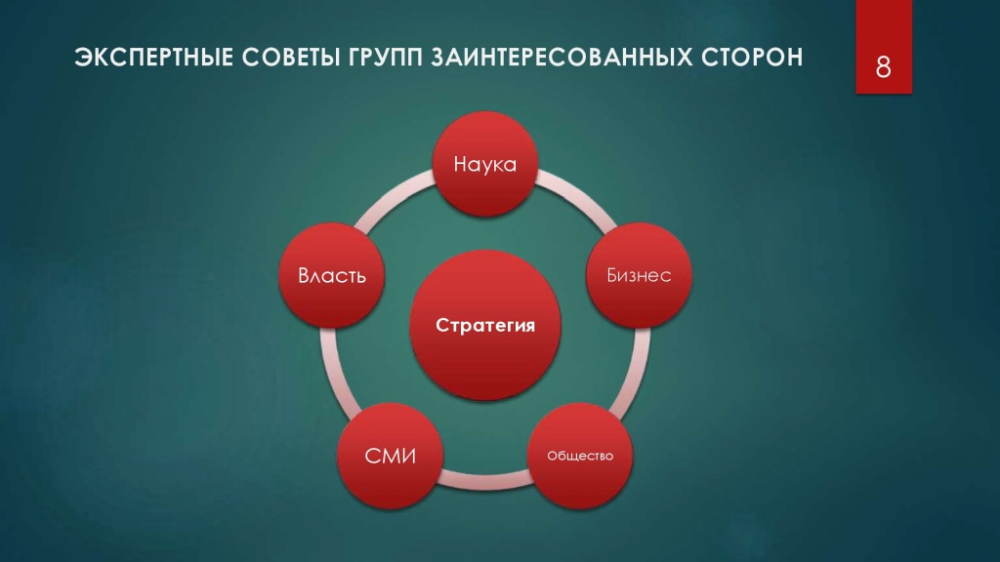 ЭКСПЕРТНЫЕ СОВЕТЫ ГРУПП ЗАИНТЕРЕСОВАННЫХ СТОРОН
8
Наука
Власть
Бизнес
Стратегия
СМИ
Общество